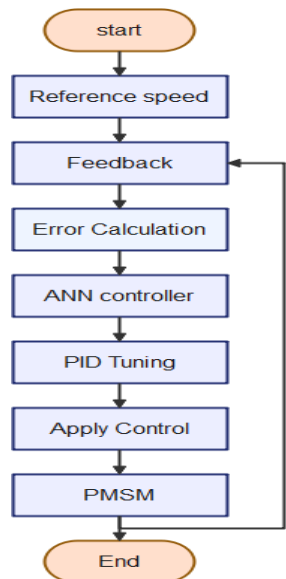 start
Reference speed
Feedback
Error Calculation
ANN controller
PID Tuning
Apply Control
PMSM
End